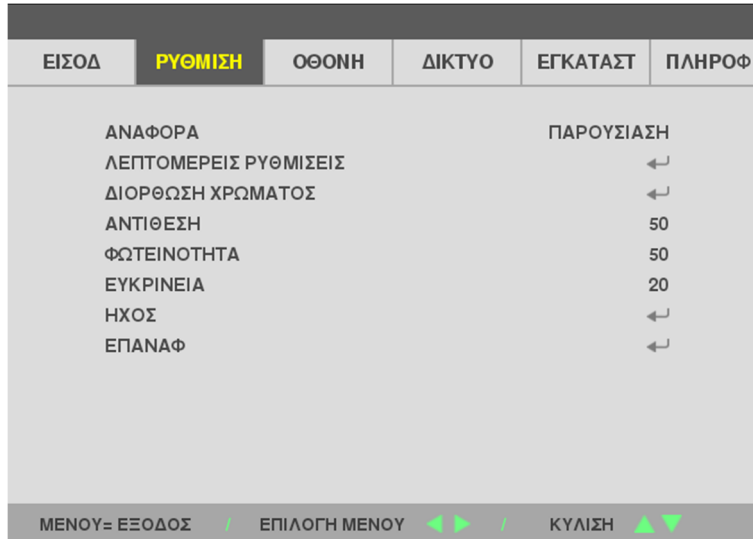 ΕΙΣΟΔ ΡΥΘΜΙΣΗ ΟΘΟΝΗ ΔΙΚΤΥΟ ΕΓΚΑΤΑΣΤ ΠΛΗΡΟΦ
ΑΝΑΦΟΡΑ ΠΑΡΟΥΣΙΑΣΗ
ΛΕΠΤΟΜΕΡΕΙΣ ΡΥΘΜΙΣΕΙΣ
ΔΙΟΡΘΩΣΗ ΧΡΩΜΑΤΟΣ
ΑΝΤΙΘΕΣΗ 50
ΦΩΤΕΙΝΟΤΗΤΑ 50
ΕΥΚΡΙΝΕΙΑ 20
ΗΧΟΣ
ΕΠΑΝΑΦ
ΜΕΝΟΥ= ΕΞΟΔΟΣ / ΕΠΙΛΟΓΗ ΜΕΝΟΥ / ΚΥΛΙΣΗ